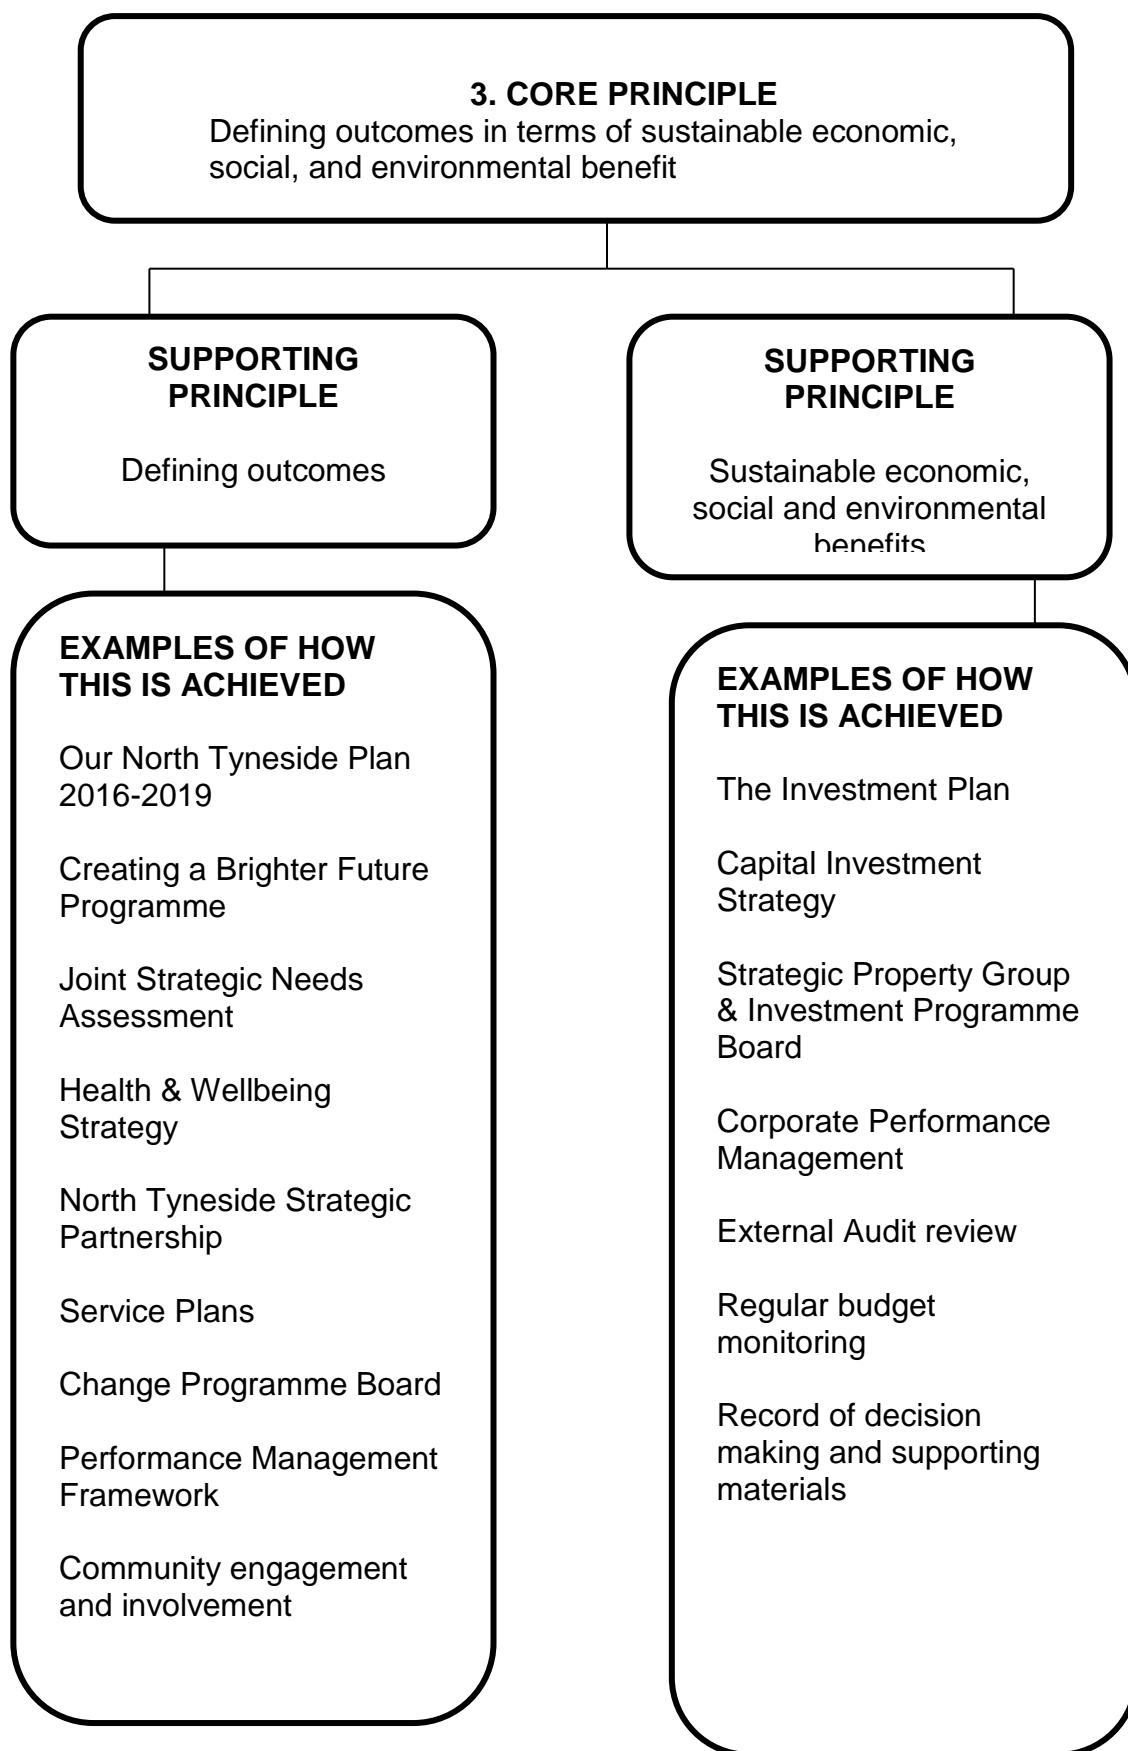 3. CORE PRINCIPLE
Defining outcomes in terms of sustainable economic,
social, and environmental benefit
SUPPORTING
PRINCIPLE
Defining outcomes
SUPPORTING
PRINCIPLE
Sustainable economic,
social and environmental
benefits
EXAMPLES OF HOW
THIS IS ACHIEVED
Our North Tyneside Plan
2016-2019
Creating a Brighter Future
Programme
Joint Strategic Needs
Assessment
Health & Wellbeing
Strategy
North Tyneside Strategic
Partnership
Service Plans
Change Programme Board
Performance Management
Framework
Community engagement
and involvement
EXAMPLES OF HOW
THIS IS ACHIEVED
The Investment Plan
Capital Investment
Strategy
Strategic Property Group
& Investment Programme
Board
Corporate Performance
Management
External Audit review
Regular budget
monitoring
Record of decision
making and supporting
materials